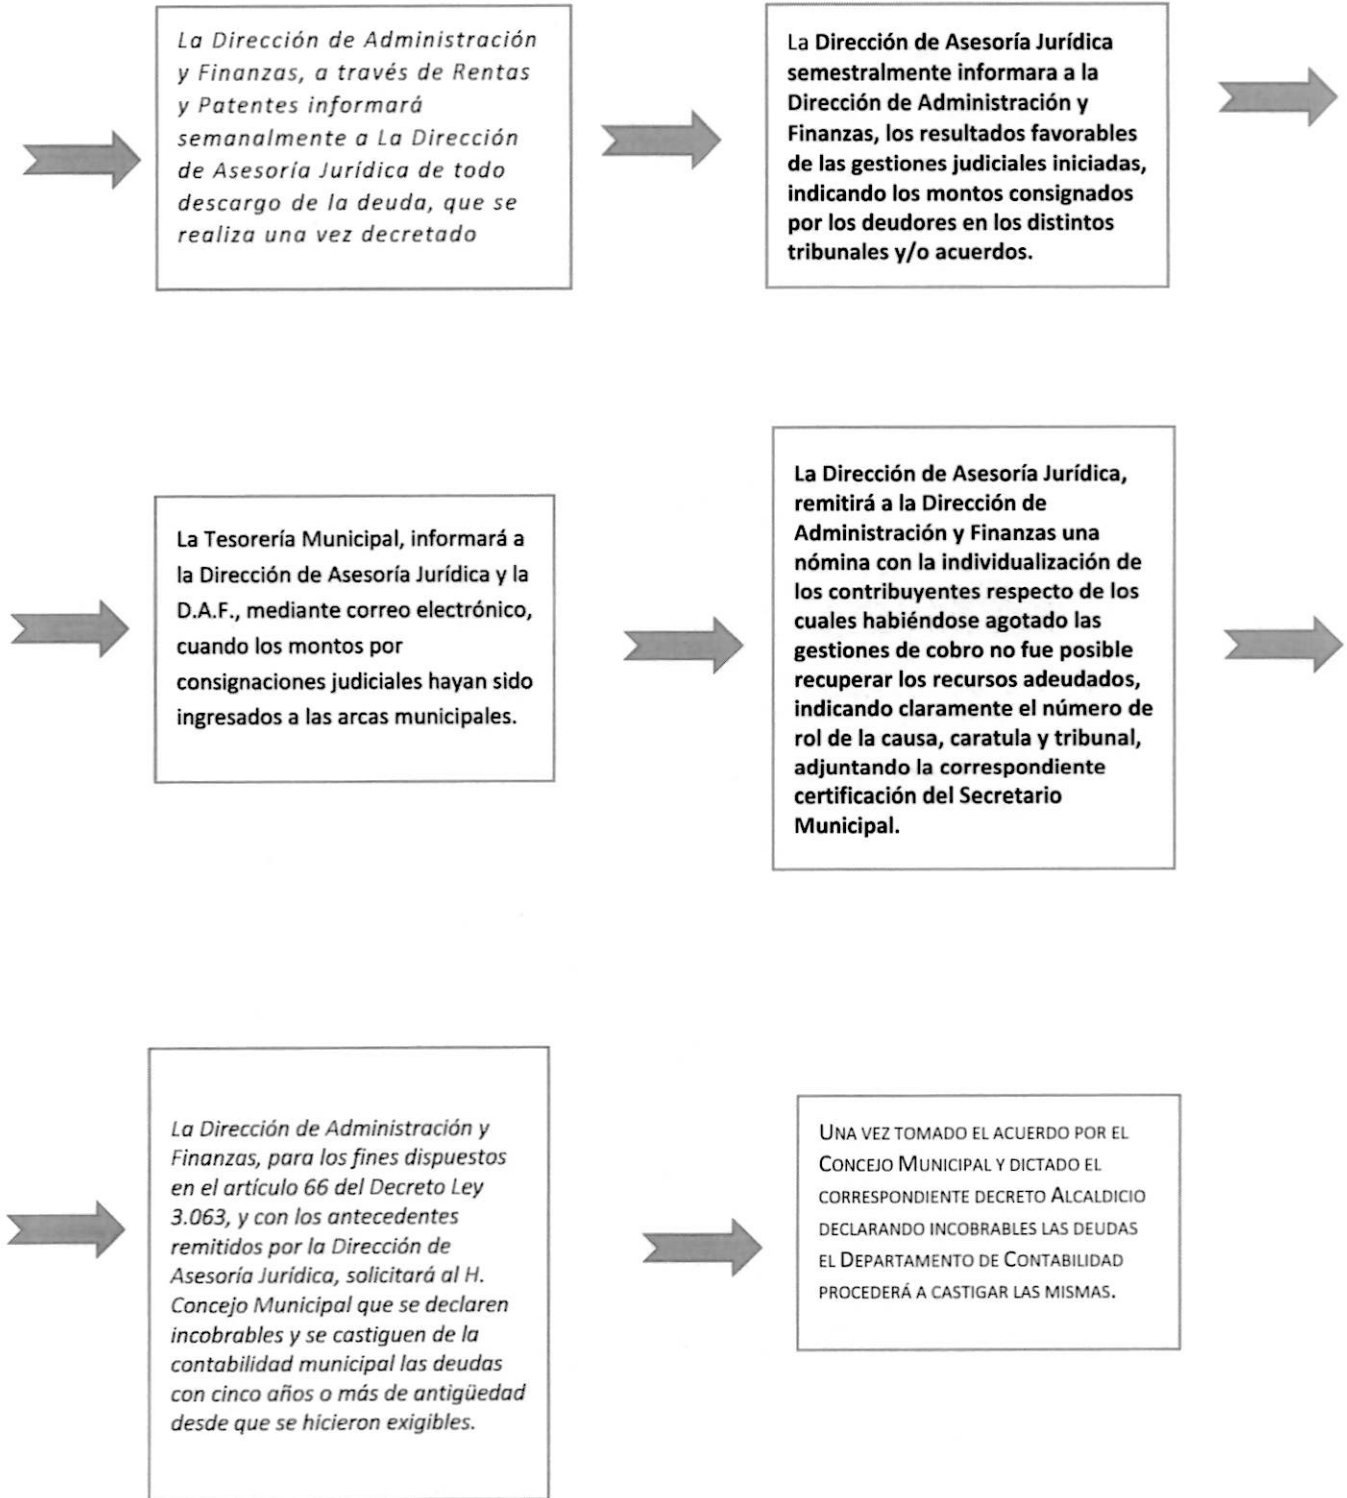 La Dirección de Administración
y Finanzas, a través de Rentas
y Patentes informará
semanalmente a La Dirección
de Asesoría Jurídica de todo
descargo de la deuda, que se
realiza una vez decretado
La Dirección de Asesoría Jurídica
semestralmente informara a la
Dirección de Administración y
Finanzas, los resultados favorables
de las gestiones judiciales iniciadas,
indicando los montos consignados
por los deudores en los distintos
tribunales y/o acuerdos.
La Tesorería Municipal, informará a
la Dirección de Asesoría Jurídica y la
D.A.F., mediante correo electrónico,
cuando los montos por
consignaciones judiciales hayan sido
ingresados a las arcas municipales.
La Dirección de Asesoría Jurídica,
remitirá a la Dirección de
Administración y Finanzas una
nómina con la individualización de
los contribuyentes respecto de los
cuales habiéndose agotado las
gestiones de cobro no fue posible
recuperar los recursos adeudados,
indicando claramente el número de
rol de la causa, caratula y tribunal,
adjuntando la correspondiente
certificación del Secretario
Municipal.
La Dirección de Administración y
Finanzas, para los fines dispuestos
en el artículo 66 del Decreto Ley
3.063, y con los antecedentes
remitidos por la Dirección de
Asesoría Jurídica, solicitará al H.
Concejo Municipal que se declaren
incobrables y se castiguen de la
contabilidad municipal las deudas
con cinco años o más de antigüedad
desde que se hicieron exigibles.
UNA VEZ TOMADO EL ACUERDO POR EL
CONCEJO MUNICIPAL Y DICTADO EL
CORRESPONDIENTE DECRETO ALCALDICIO
DECLARANDO INCOBRABLES LAS DEUDAS
EL DEPARTAMENTO DE CONTABILIDAD
PROCEDERÁ A CASTIGAR LAS MISMAS.